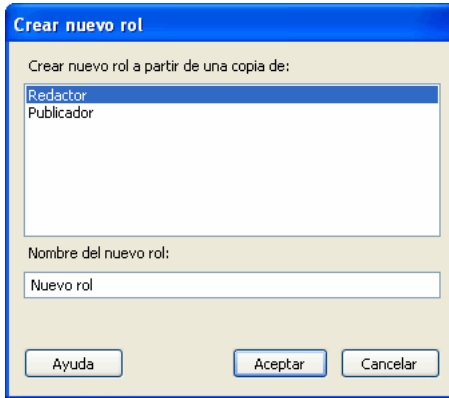 Crear nuevo rol
Crear nuevo rol a partir de una copia de:
Redactor
Publicador
Nombre del nuevo rol:
Nuevo rol
Ayuda Aceptar Cancelar